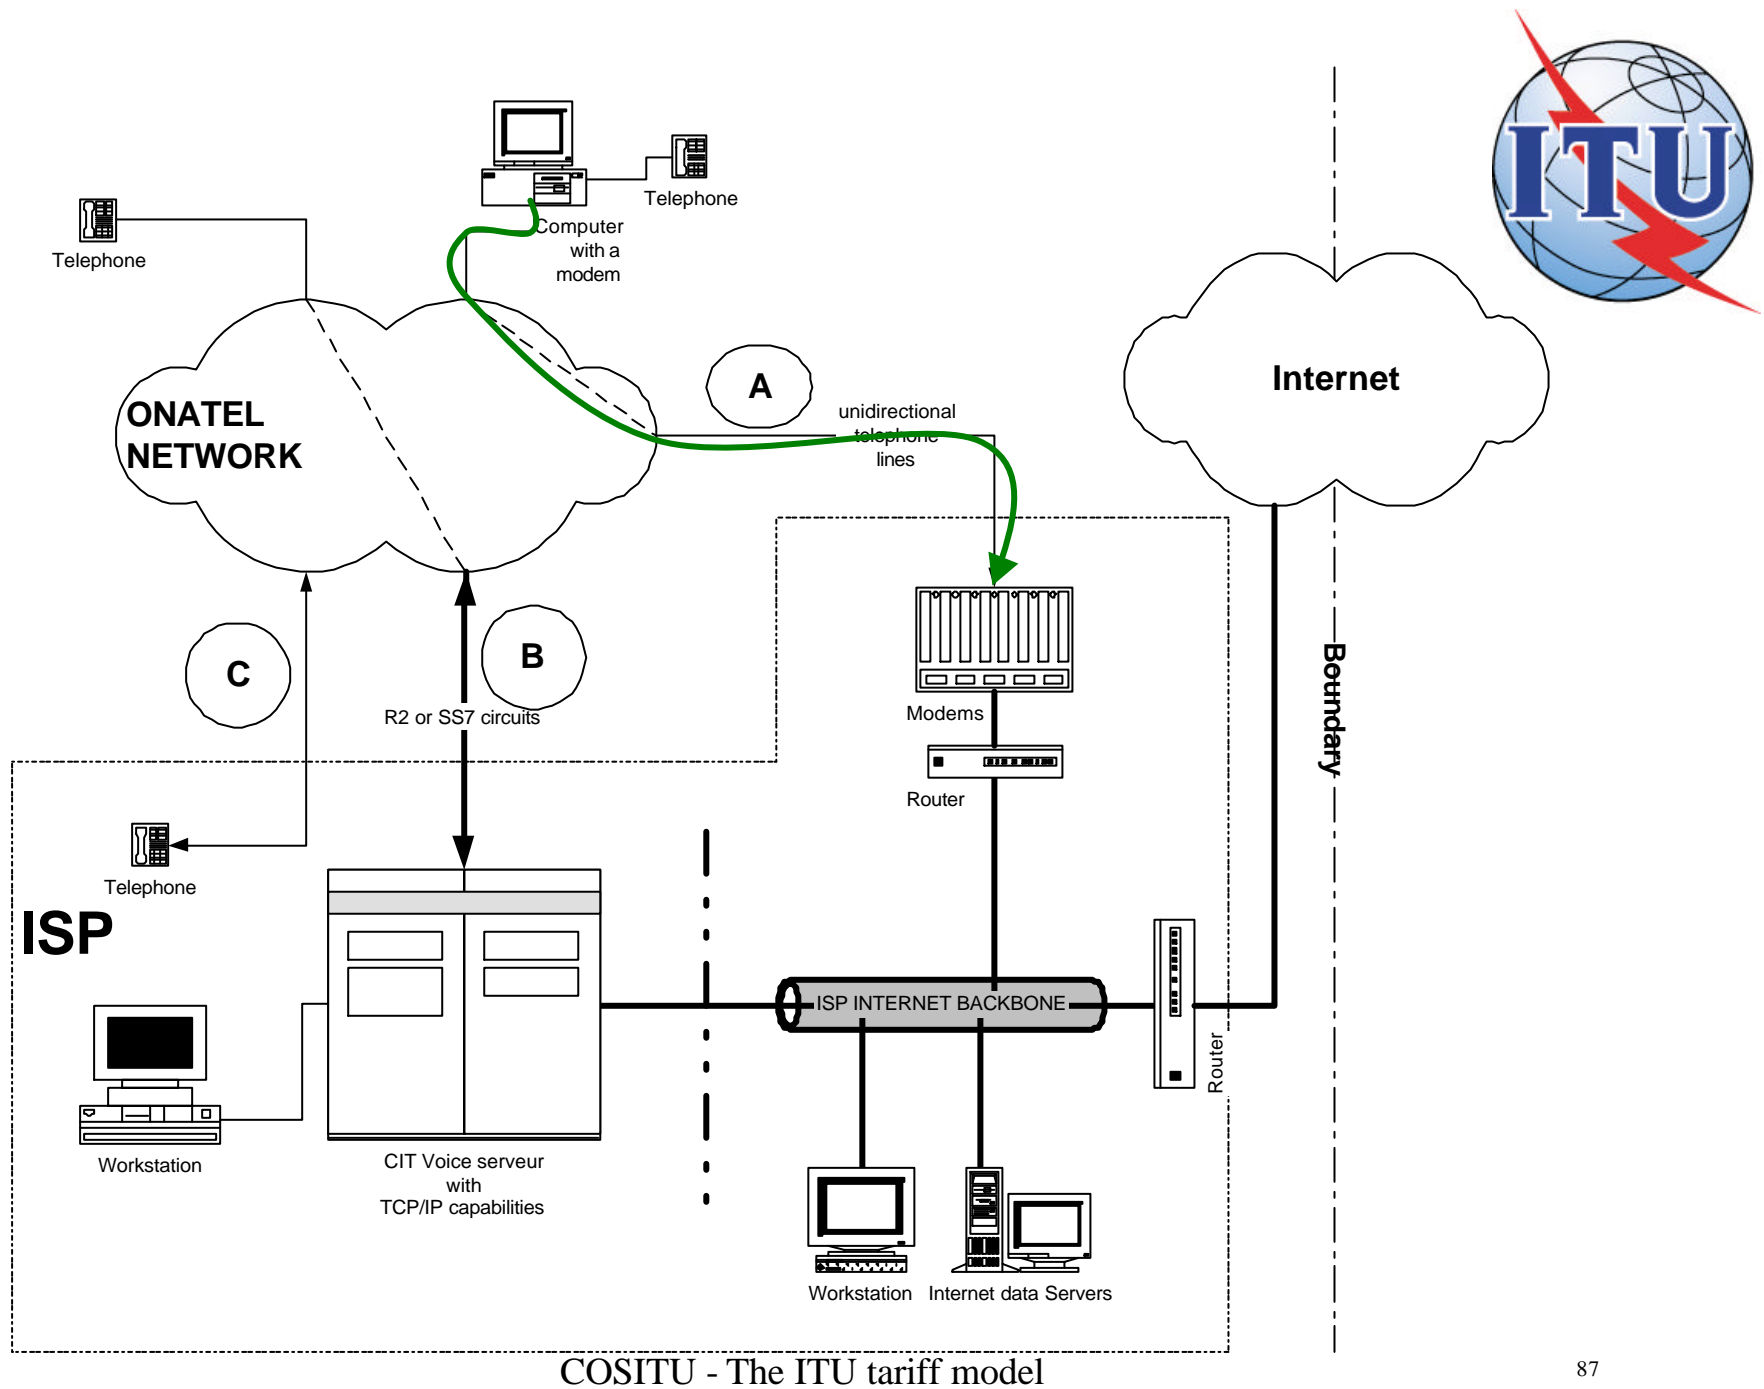 ITU
Telephone
Computer
with a
modem
Telephone
Internet
A
ONATEL
NETWORK
unidirectional
telephone
lines
C
B
R2 or SS7 circuits
Modems
Boundary
Router
Telephone
ISP
ISP INTERNET BACKBONE
Router
Workstation
CIT Voice serveur
with
TCP/IP capabilities
Workstation
Internet data Servers
COSITU - The ITU tariff model
87